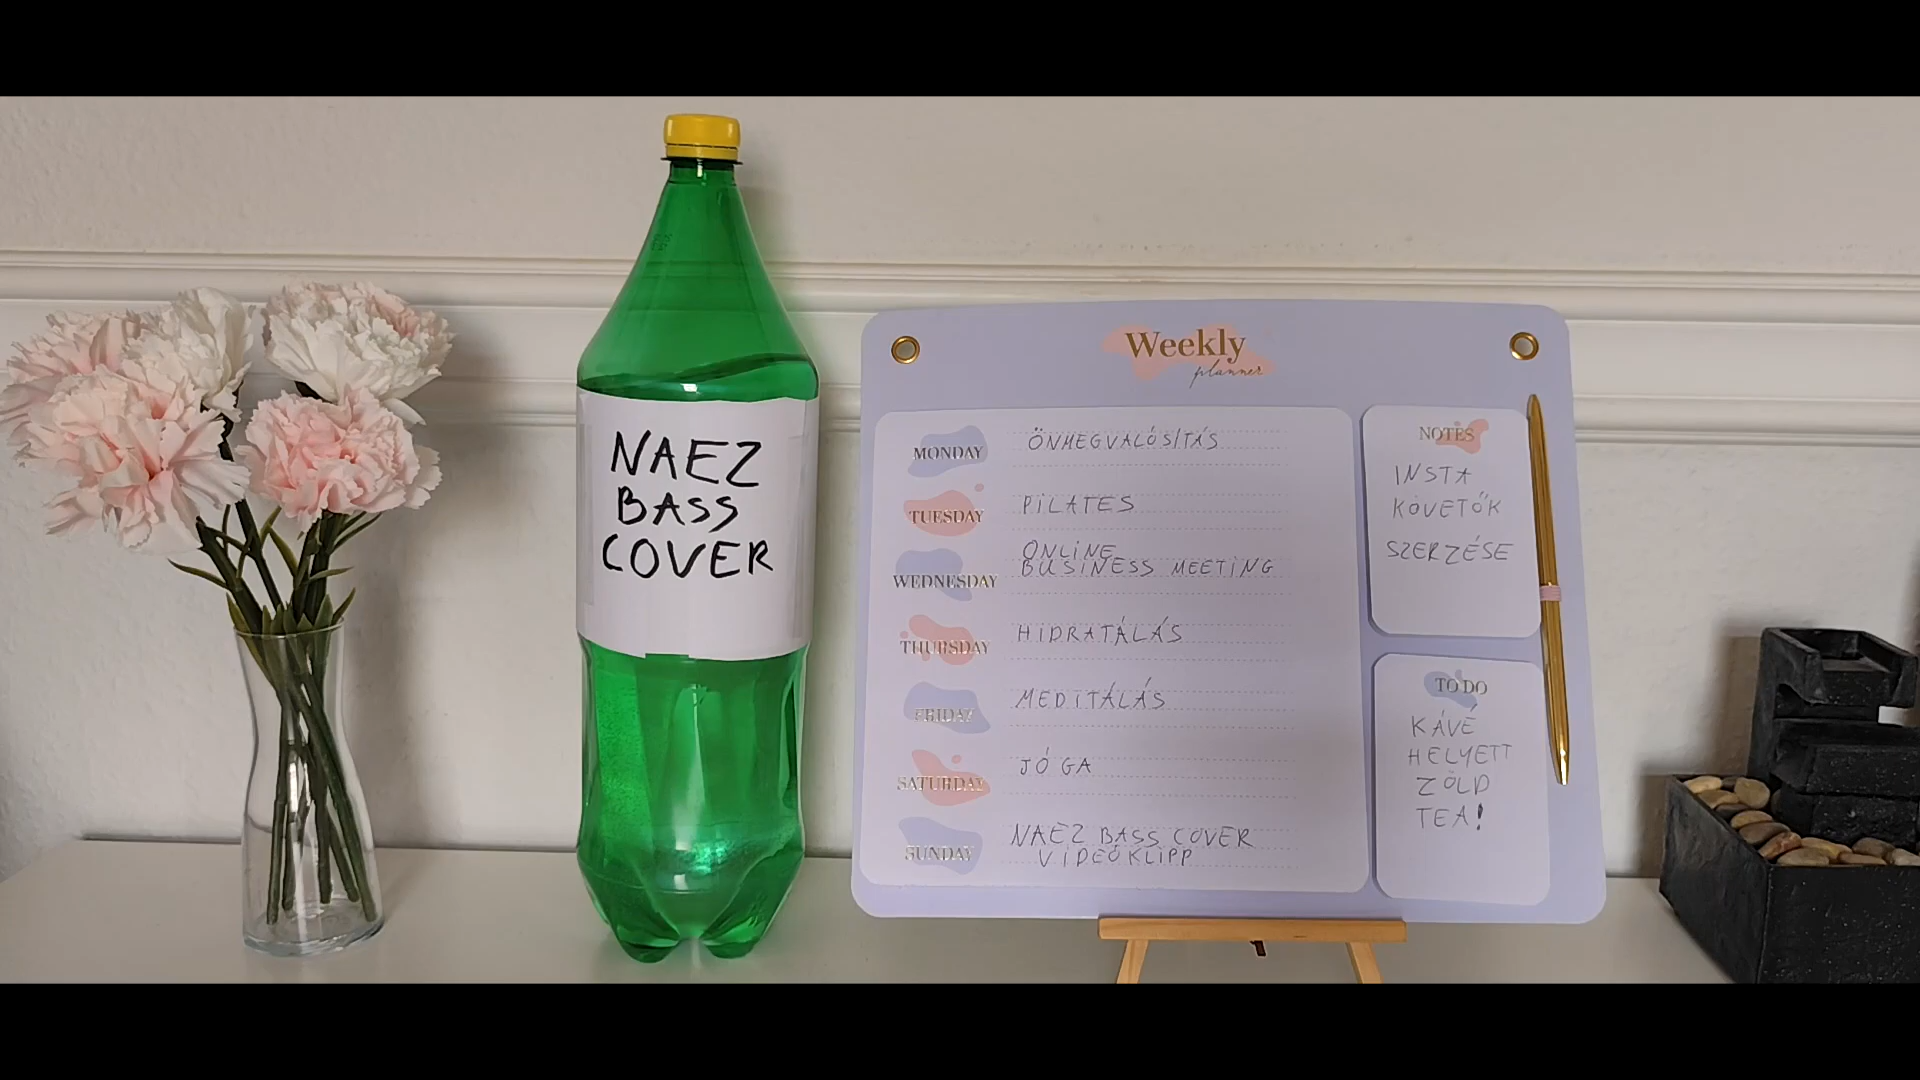 NAEZ
BASS
COVER
Weekly
planner
MONDAY ÖNMEGVALÓSÍTÁS
TUESDAY PILATES
WEDNESDAY ONLINE
BUSINESS MEETING
THURSDAY HIDRATÁLÁS
FRIDAY MEDITÁLÁS
SATURDAY JÓGA
SUNDAY NAEZ BASS COVER
VIDEÓKLIPP
NOTES
INSTA
KÖVETŐK
SZERZÉSE
TO DO
KÁVÉ
HELYETT
ZÖLD
TEA!